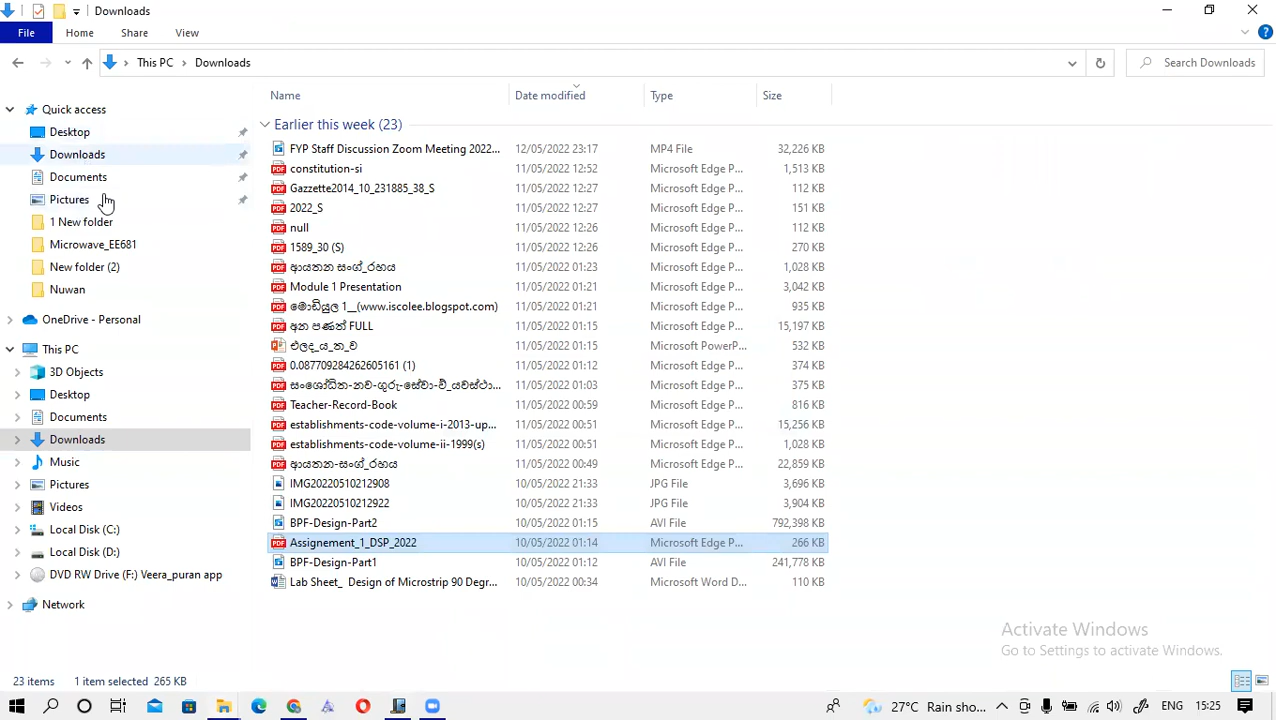 Downloads
File Home Share View
This PC Downloads Search Downloads
Name Date modified Type Size
Quick access
Desktop
Downloads
Documents
Pictures
1 New folder
Microwave_EE681
New folder (2)
Nuwan
OneDrive - Personal
This PC
3D Objects
Desktop
Documents
Downloads
Music
Pictures
Videos
Local Disk (C:)
Local Disk (D:)
DVD RW Drive (F:) Veera_puran app
Network
Earlier this week (23)
FYP Staff Discussion Zoom Meeting 2022... 12/05/2022 23:17 MP4 File 32,226 KB
constitution-si 11/05/2022 12:52 Microsoft Edge P... 1,513 KB
Gazzette2014_10_231885_38_S 11/05/2022 12:27 Microsoft Edge P... 112 KB
2022_S 11/05/2022 12:27 Microsoft Edge P... 151 KB
null 11/05/2022 12:26 Microsoft Edge P... 112 KB
1589_30 (S) 11/05/2022 12:26 Microsoft Edge P... 270 KB
ආයතන සංග්_රහය 11/05/2022 01:23 Microsoft Edge P... 1,028 KB
Module 1 Presentation 11/05/2022 01:21 Microsoft Edge P... 3,042 KB
මොඩියුල 1__(www.iscolee.blogspot.com) 11/05/2022 01:21 Microsoft Edge P... 935 KB
අන පණත් FULL 11/05/2022 01:15 Microsoft Edge P... 15,197 KB
ඵලද_ය_ත_ව 11/05/2022 01:15 Microsoft PowerP... 532 KB
0.087709284262605161 (1) 11/05/2022 01:12 Microsoft Edge P... 374 KB
සංශෝධිත-නව-ගුරු-සේවා-ව්_යවස්ථා... 11/05/2022 01:03 Microsoft Edge P... 375 KB
Teacher-Record-Book 11/05/2022 00:59 Microsoft Edge P... 816 KB
establishments-code-volume-i-2013-up... 11/05/2022 00:51 Microsoft Edge P... 15,256 KB
establishments-code-volume-ii-1999(s) 11/05/2022 00:51 Microsoft Edge P... 1,028 KB
ආයතන-සංග්_රහය 11/05/2022 00:49 Microsoft Edge P... 22,859 KB
IMG20220510212908 10/05/2022 21:33 JPG File 3,696 KB
IMG20220510212922 10/05/2022 21:33 JPG File 3,904 KB
BPF-Design-Part2 10/05/2022 01:15 AVI File 792,398 KB
Assignement_1_DSP_2022 10/05/2022 01:14 Microsoft Edge P... 266 KB
BPF-Design-Part1 10/05/2022 01:12 AVI File 241,778 KB
Lab Sheet_ Design of Microstrip 90 Degr... 10/05/2022 00:34 Microsoft Word D... 110 KB
Activate Windows
Go to Settings to activate Windows.
23 items 1 item selected 265 KB
27°C Rain sho... ENG 15:25